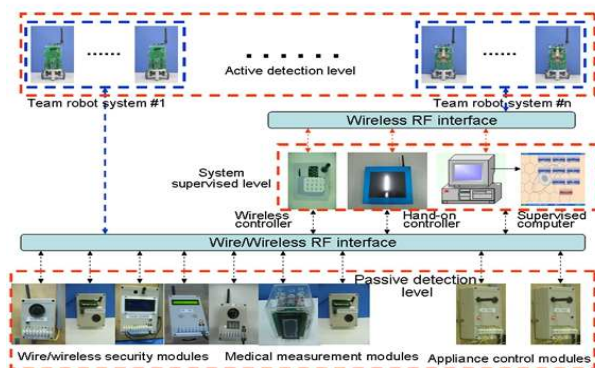 Active detection level
Team robot system #1
Team robot system #n
Wireless RF interface
System
supervised level
Wireless
controller
Hand-on
controller
Supervised
computer
Wire/Wireless RF interface
Passive detection
level
Wire/wireless security modules
Medical measurement modules
Appliance control modules